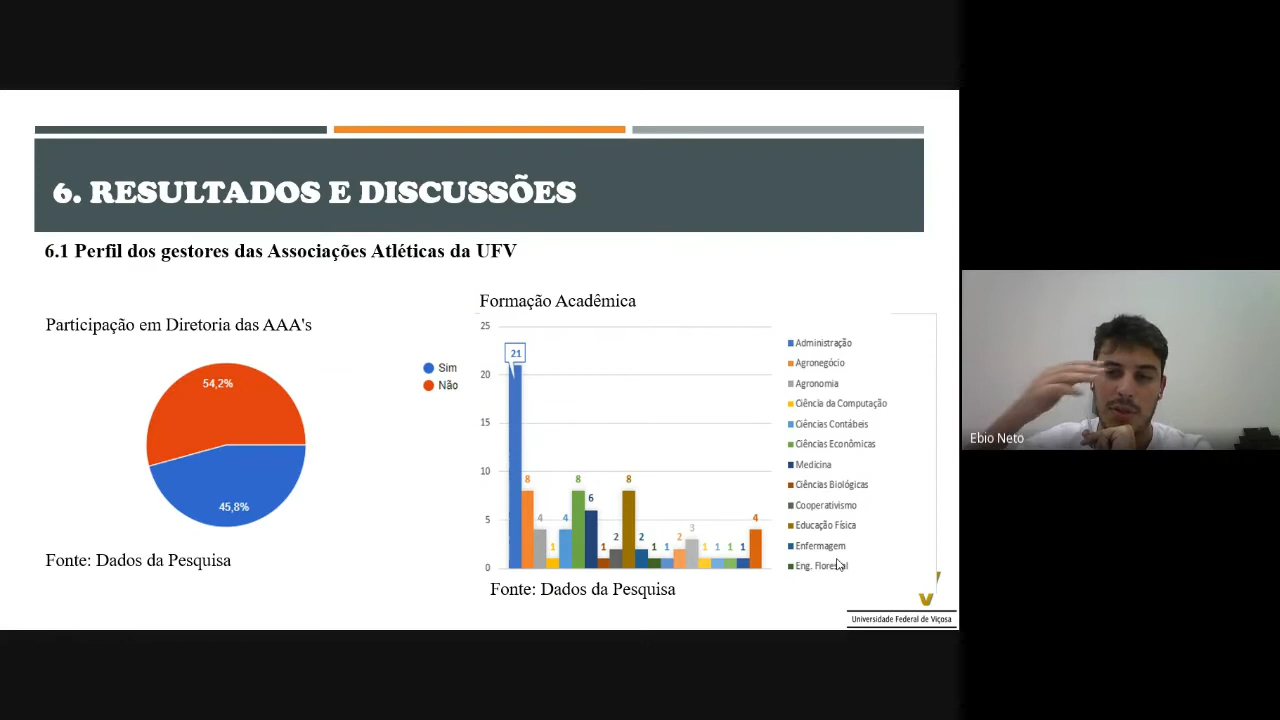 6. RESULTADOS E DISCUSSÕES
6.1 Perfil dos gestores das Associações Atléticas da UFV
Participação em Diretoria das AAA's
Sim
Não
54,2%
45,8%
Fonte: Dados da Pesquisa
Formação Acadêmica
25
20
15
10
5
0
21
8
4
1
4
8
6
1
2
8
2
1
1
2
3
1
1
1
1
4
Administração
Agronegócio
Agronomia
Ciência da Computação
Ciências Contábeis
Ciências Econômicas
Medicina
Ciências Biológicas
Cooperativismo
Educação Física
Enfermagem
Eng. Florestal
Fonte: Dados da Pesquisa
Universidade Federal de Viçosa
Ebio Neto